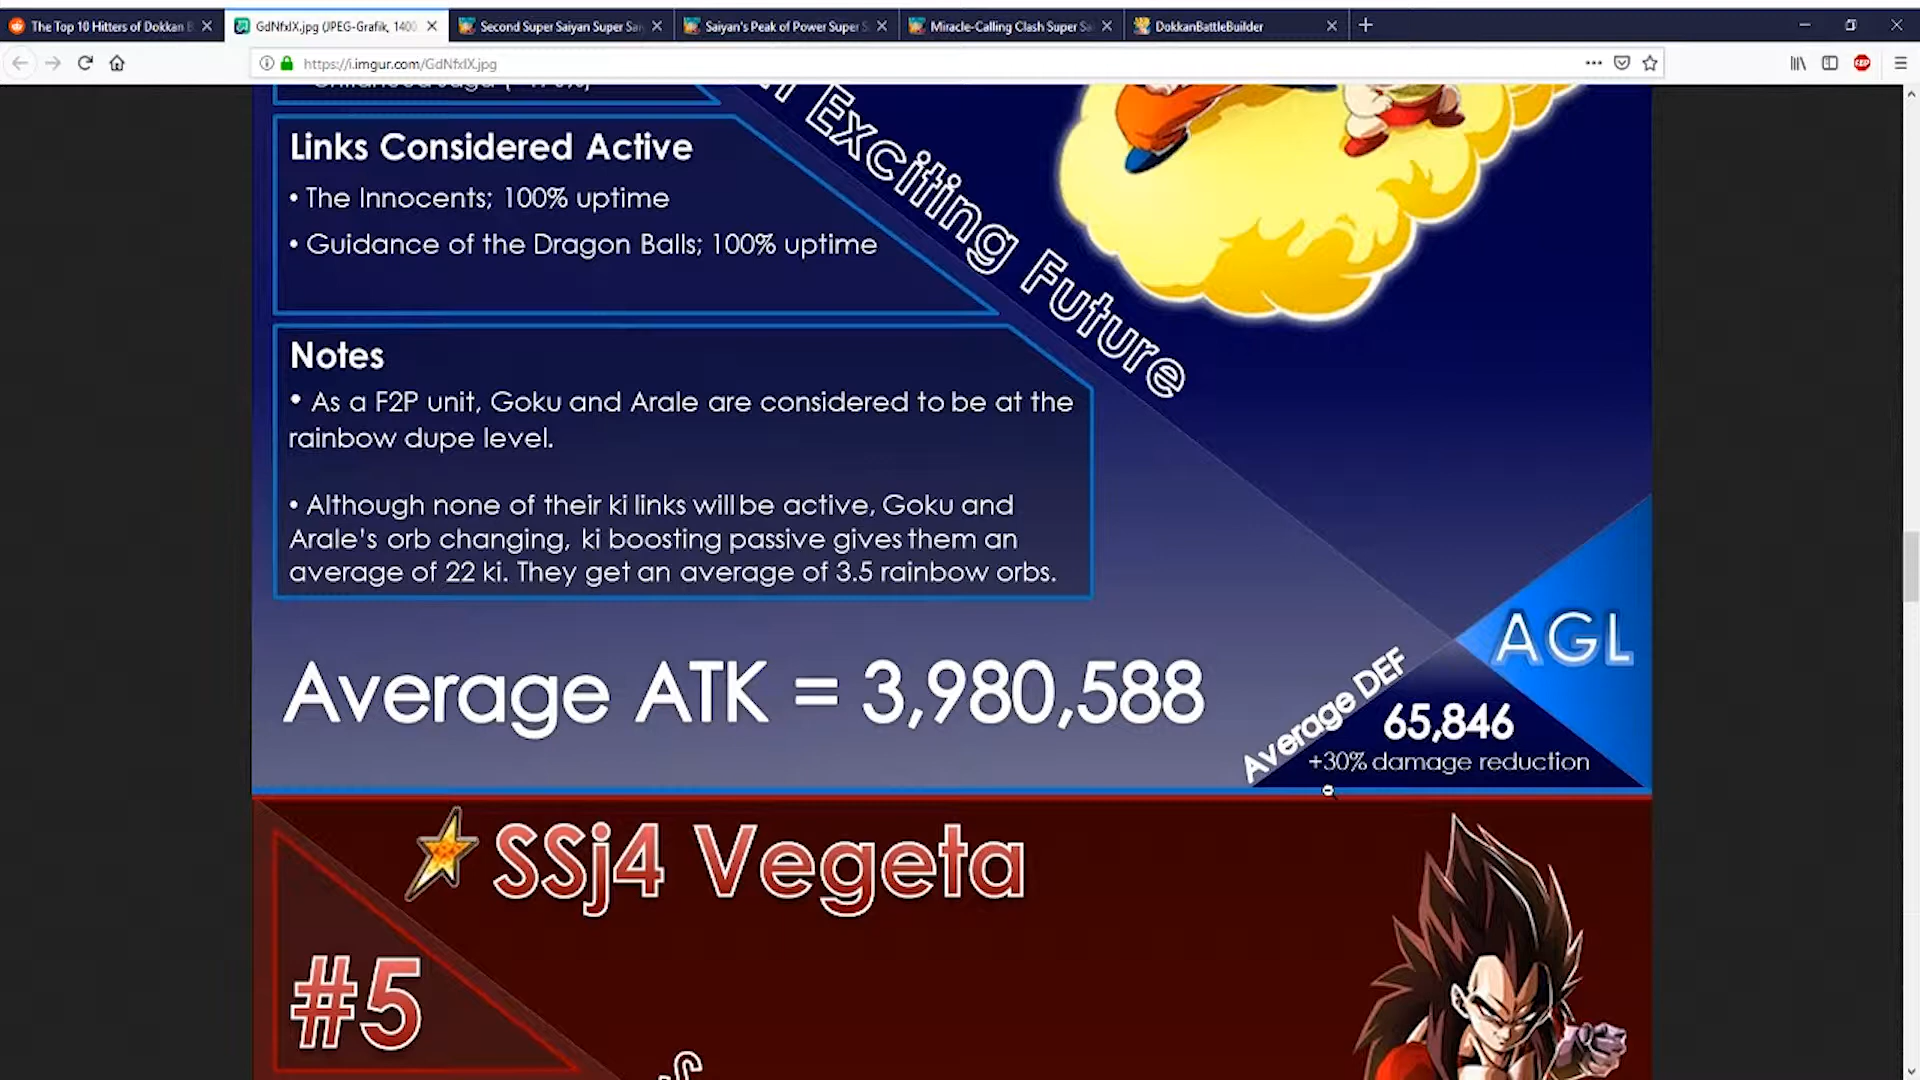 The Top 10 Hitters of Dokkan B
GdNfxIX.jpg (JPEG-Grafik, 1400
Second Super Saiyan Super Sai
Saiyan's Peak of Power Super S
Miracle-Calling Clash Super Sa
DokkanBattleBuilder
https://i.imgur.com/GdNfxIX.jpg
Exciting Future
Links Considered Active
• The Innocents; 100% uptime
• Guidance of the Dragon Balls; 100% uptime
Notes
• As a F2P unit, Goku and Arale are considered to be at the
rainbow dupe level.
• Although none of their ki links will be active, Goku and
Arale's orb changing, ki boosting passive gives them an
average of 22 ki. They get an average of 3.5 rainbow orbs.
AGL
Average ATK = 3,980,588
Average DEF
65,846
+30% damage reduction
SSj4 Vegeta
#5